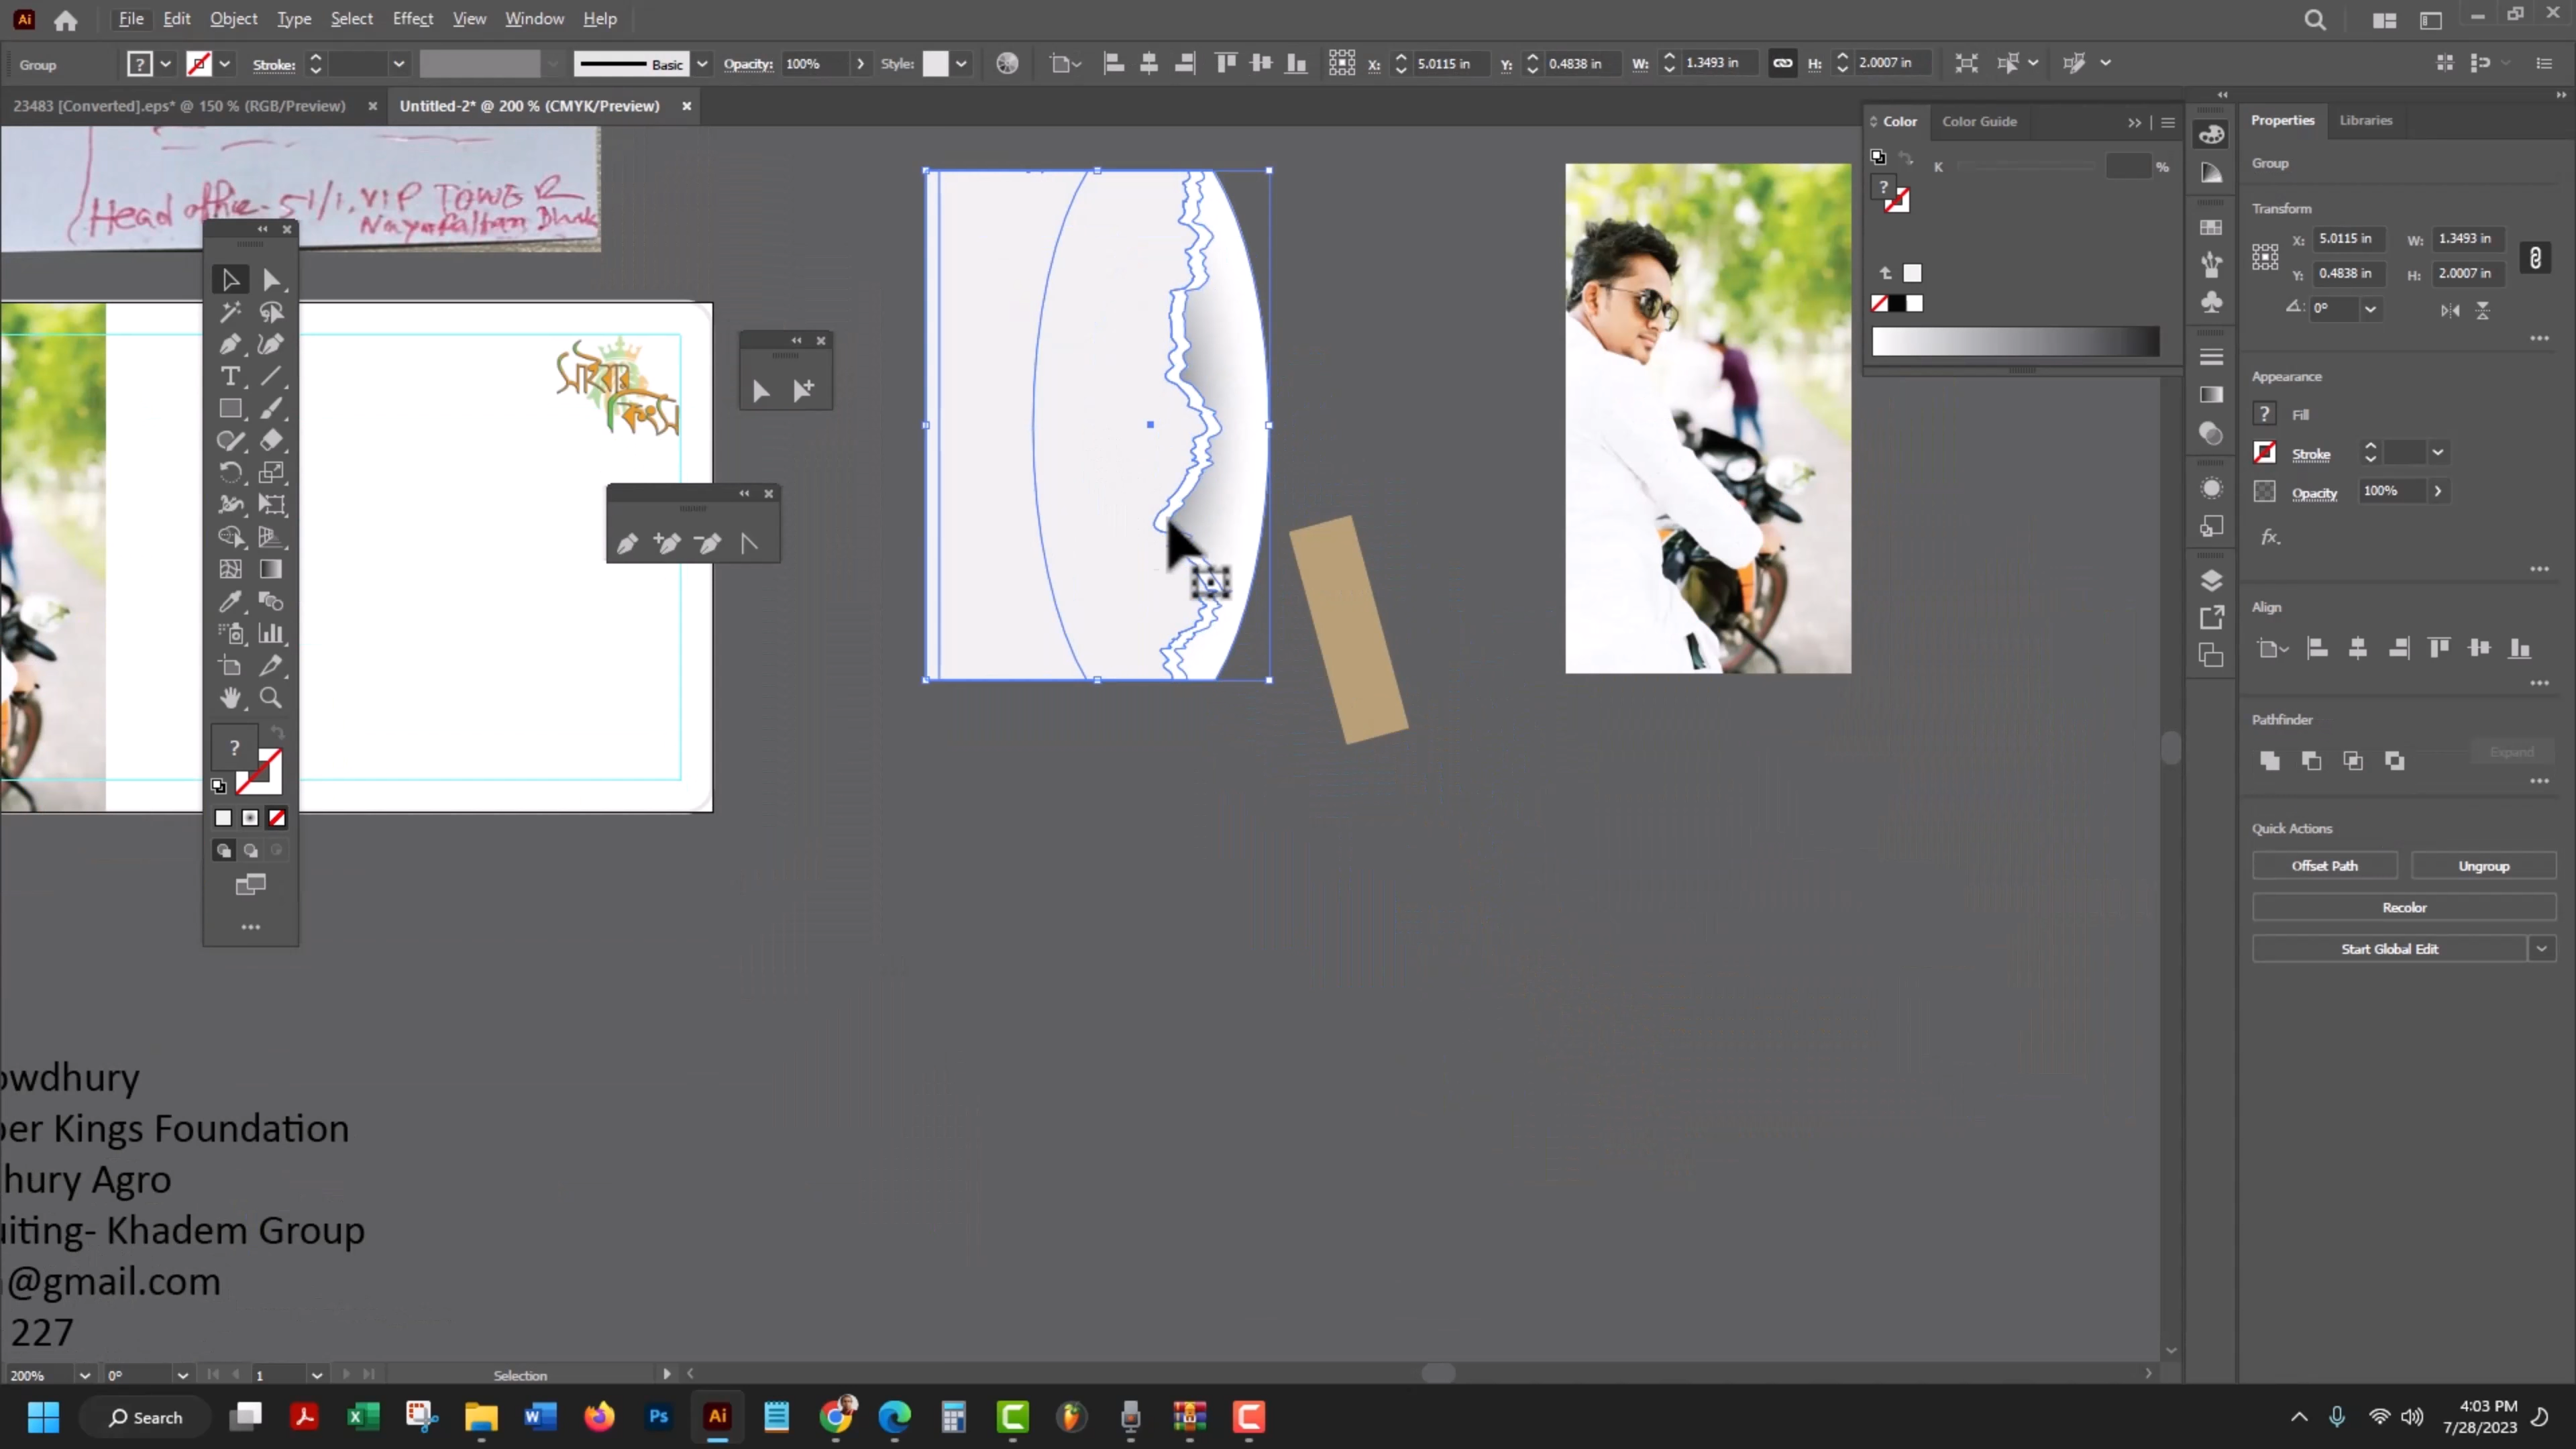 File Edit Object Type Select Effect View Window Help
Group Stroke: Basic Opacity: 100% Style: X: 5.0115 in Y: 0.4838 in W: 1.3493 in H: 2.0007 in
23483 [Converted].eps* @ 150 % (RGB/Preview) Untitled-2* @ 200 % (CMYK/Preview)
Color Color Guide
K %
Properties Libraries
Group
Transform
X: 5.0115 in W: 1.3493 in
Y: 0.4838 in H: 2.0007 in
0°
Appearance
Fill
Stroke
Opacity 100%
fx.
Align
Pathfinder
Expand
Quick Actions
Offset Path Ungroup
Recolor
Start Global Edit
Head office - 51/1, VIP TOWER
owdhury
per Kings Foundation
hury Agro
uiting- Khadem Group
@gmail.com
227
200% 0° 1 Selection
Search
4:03 PM
7/28/2023